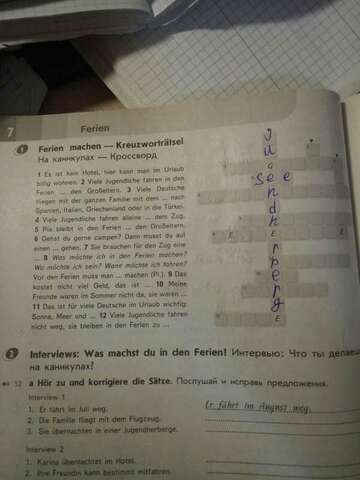 7 Ferien
1 Ferien machen — Kreuzworträtsel
На каникулах — Кроссворд
1 Es ist kein Hotel, hier kann man im Urlaub
billig wohnen. 2 Viele Jugendliche fahren in den
Ferien ... den Großeltern. 3 Viele Deutsche
fliegen mit der ganzen Familie mit dem ... nach
Spanien, Italien, Griechenland oder in die Türkei.
4 Viele Jugendliche fahren alleine ... dem Zug.
5 Pia bleibt in den Ferien ... den Großeltern.
6 Gehst du gerne campen? Dann musst du auf
einen ... gehen. 7 Sie brauchen für den Zug eine
... 8 Was möchte ich in den Ferien machen?
Wo möchte ich sein? Wann möchte ich fahren?
Vor den Ferien muss man ... machen (Pl.). 9 Das
kostet nicht viel Geld, das ist ... 10 Meine
Freunde waren im Sommer nicht da, sie waren ...
11 Das ist für viele Deutsche im Urlaub wichtig:
Sonne, Meer und ... 12 Viele Jugendliche fahren
nicht weg, sie bleiben in den Ferien zu ...
J
u
G
See
n
d
h
E E
r
b
e
r
g
E
2 Interviews: Was machst du in den Ferien? Интервью: Что ты делаешь
на каникулах?
32 a Hör zu und korrigiere die Sätze. Послушай и исправь предложения.
Interview 1
1. Er fährt im Juli weg. Er fährt im August weg.
2. Die Familie fliegt mit dem Flugzeug.
3. Sie übernachten in einer Jugendherberge.
Interview 2
1. Karina übernachtet im Hotel.
2. Ihre Freundin kann bestimmt mitfahren.